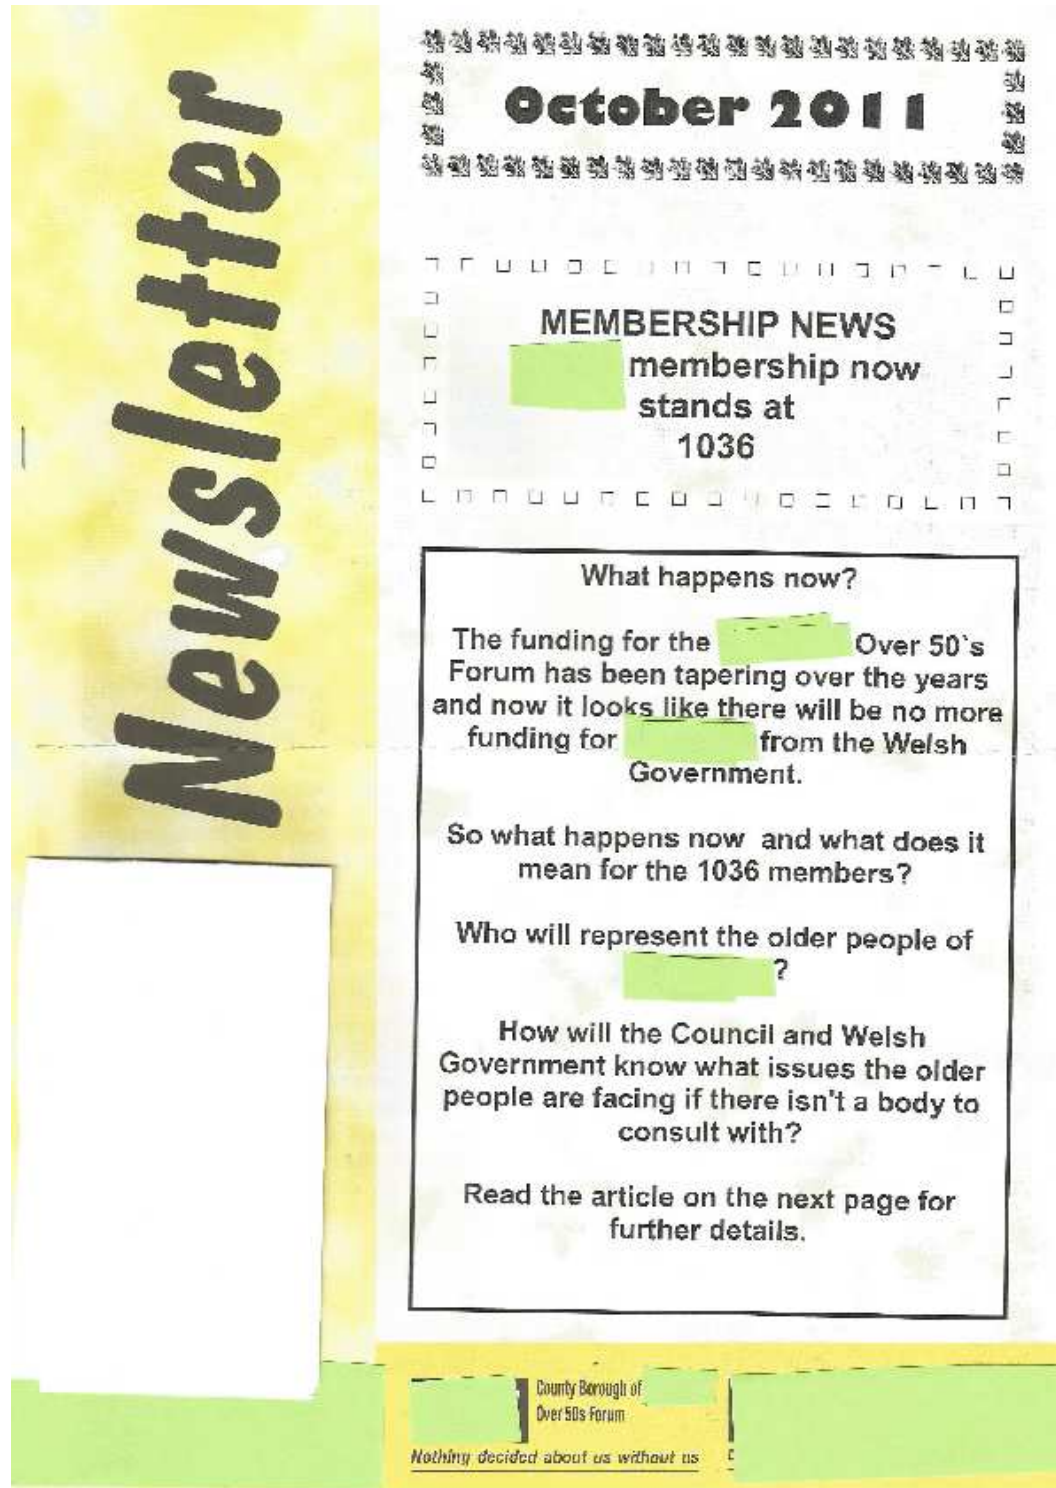 Newsletter
October 2011
MEMBERSHIP NEWS
membership now
stands at
1036
What happens now?
The funding for the Over 50`s
Forum has been tapering over the years
and now it looks like there will be no more
funding for from the Welsh
Government.
So what happens now and what does it
mean for the 1036 members?
Who will represent the older people of
?
How will the Council and Welsh
Government know what issues the older
people are facing if there isn't a body to
consult with?
Read the article on the next page for
further details.
County Borough of
Over 50s Forum
Nothing decided about us without us